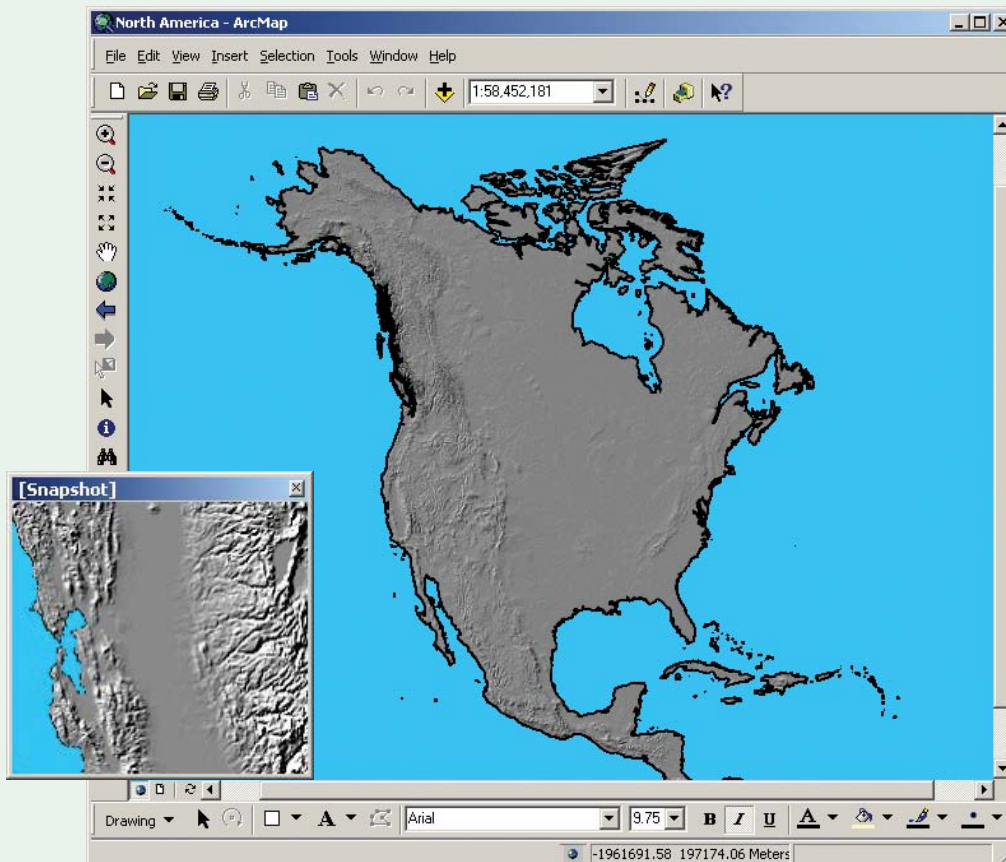 North America - ArcMap
File Edit View Insert Selection Tools Window Help
1:58,452,181
[Snapshot]
Drawing A Arial 9.75 B I U A
-1961691.58 197174.06 Meters